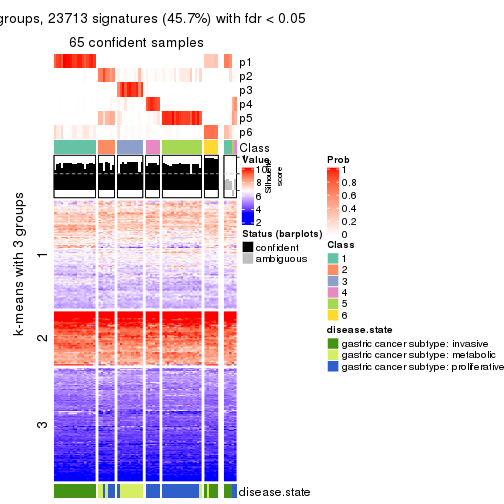 groups, 23713 signatures (45.7%) with fdr < 0.05
65 confident samples
p1
p2
p3
p4
p5
p6
Class
Silhouette
score
k-means with 3 groups
1
2
3
disease.state
Value
10
8
6
4
2
Status (barplots)
confident
ambiguous
Prob
1
0.8
0.6
0.4
0.2
0
Class
1
2
3
4
5
6
disease.state
gastric cancer subtype: invasive
gastric cancer subtype: metabolic
gastric cancer subtype: proliferative